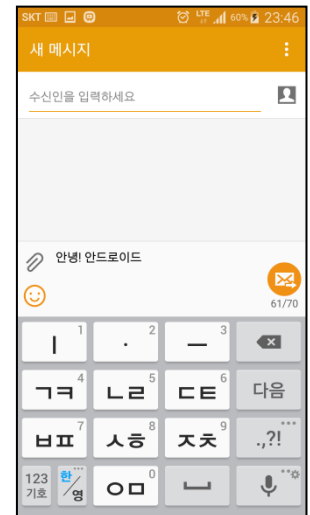 SKT LTE 60% 23:46
새 메시지
수신인을 입력하세요
안녕! 안드로이드
61/70
ㅣ 1 · 2 ㅡ 3
ㄱㅋ 4 ㄴㄹ 5 ㄷㅌ 6 다음
ㅂㅍ 7 ㅅㅎ 8 ㅈㅊ 9 .,?!
123 기호 한/영 ㅇㅁ 0